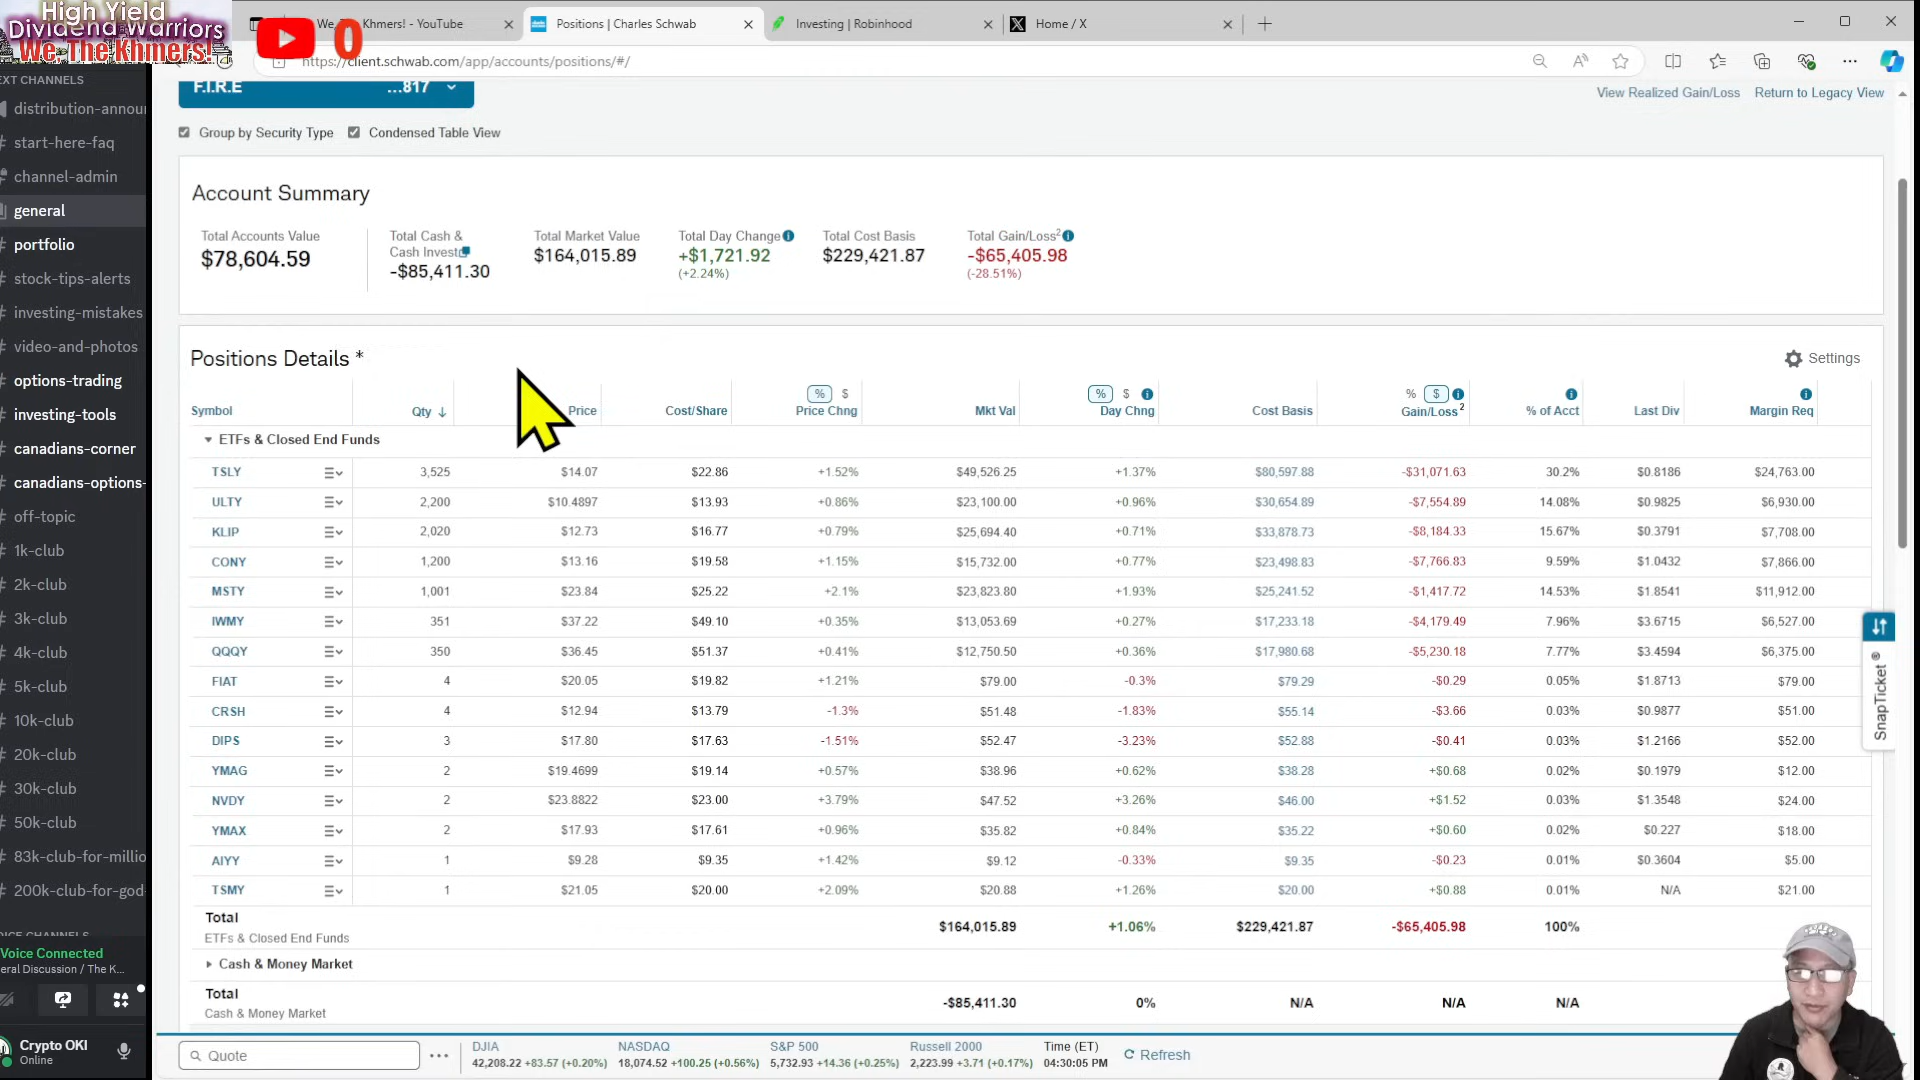 High Yield
Dividend Warriors
We The Khmers!
0
We, The Khmers! - YouTube
Positions | Charles Schwab
Investing | Robinhood
Home / X
https://client.schwab.com/app/accounts/positions/#/
EXT CHANNELS
distribution-announ
start-here-faq
channel-admin
general
portfolio
stock-tips-alerts
investing-mistakes
video-and-photos
options-trading
investing-tools
canadians-corner
canadians-options-
off-topic
1k-club
2k-club
3k-club
4k-club
5k-club
10k-club
20k-club
30k-club
50k-club
83k-club-for-millio
200k-club-for-god-
Voice Connected
eral Discussion / The K...
Crypto OKI
Online
F.I.R.E ...817
View Realized Gain/Loss Return to Legacy View
Group by Security Type Condensed Table View
Account Summary
Total Accounts Value
$78,604.59
Total Cash &
Cash Invest
-$85,411.30
Total Market Value
$164,015.89
Total Day Change
+$1,721.92
(+2.24%)
Total Cost Basis
$229,421.87
Total Gain/Loss2
-$65,405.98
(-28.51%)
Positions Details *
Settings
% $ % $ % $
Symbol Qty ↓ Price Cost/Share Price Chng Mkt Val Day Chng Cost Basis Gain/Loss 2 % of Acct Last Div Margin Req
ETFs & Closed End Funds
TSLY 3,525 $14.07 $22.86 +1.52% $49,526.25 +1.37% $80,597.88 -$31,071.63 30.2% $0.8186 $24,763.00
ULTY 2,200 $10.4897 $13.93 +0.86% $23,100.00 +0.96% $30,654.89 -$7,554.89 14.08% $0.9825 $6,930.00
KLIP 2,020 $12.73 $16.77 +0.79% $25,694.40 +0.71% $33,878.73 -$8,184.33 15.67% $0.3791 $7,708.00
CONY 1,200 $13.16 $19.58 +1.15% $15,732.00 +0.77% $23,498.83 -$7,766.83 9.59% $1.0432 $7,866.00
MSTY 1,001 $23.84 $25.22 +2.1% $23,823.80 +1.93% $25,241.52 -$1,417.72 14.53% $1.8541 $11,912.00
IWMY 351 $37.22 $49.10 +0.35% $13,053.69 +0.27% $17,233.18 -$4,179.49 7.96% $3.6715 $6,527.00
QQQY 350 $36.45 $51.37 +0.41% $12,750.50 +0.36% $17,980.68 -$5,230.18 7.77% $3.4594 $6,375.00
FIAT 4 $20.05 $19.82 +1.21% $79.00 -0.3% $79.29 -$0.29 0.05% $1.8713 $79.00
CRSH 4 $12.94 $13.79 -1.3% $51.48 -1.83% $55.14 -$3.66 0.03% $0.9877 $51.00
DIPS 3 $17.80 $17.63 -1.51% $52.47 -3.23% $52.88 -$0.41 0.03% $1.2166 $52.00
YMAG 2 $19.4699 $19.14 +0.57% $38.96 +0.62% $38.28 +$0.68 0.02% $0.1979 $12.00
NVDY 2 $23.8822 $23.00 +3.79% $47.52 +3.26% $46.00 +$1.52 0.03% $1.3548 $24.00
YMAX 2 $17.93 $17.61 +0.96% $35.82 +0.84% $35.22 +$0.60 0.02% $0.227 $18.00
AIYY 1 $9.28 $9.35 +1.42% $9.12 -0.33% $9.35 -$0.23 0.01% $0.3604 $5.00
TSMY 1 $21.05 $20.00 +2.09% $20.88 +1.26% $20.00 +$0.88 0.01% N/A $21.00
Total
ETFs & Closed End Funds
$164,015.89 +1.06% $229,421.87 -$65,405.98 100%
Cash & Money Market
Total
Cash & Money Market
-$85,411.30 0% N/A N/A N/A
SnapTicket ®
Quote
DJIA
42,208.22 +83.57 (+0.20%)
NASDAQ
18,074.52 +100.25 (+0.56%)
S&P 500
5,732.93 +14.36 (+0.25%)
Russell 2000
2,223.99 +3.71 (+0.17%)
Time (ET)
04:30:05 PM
Refresh